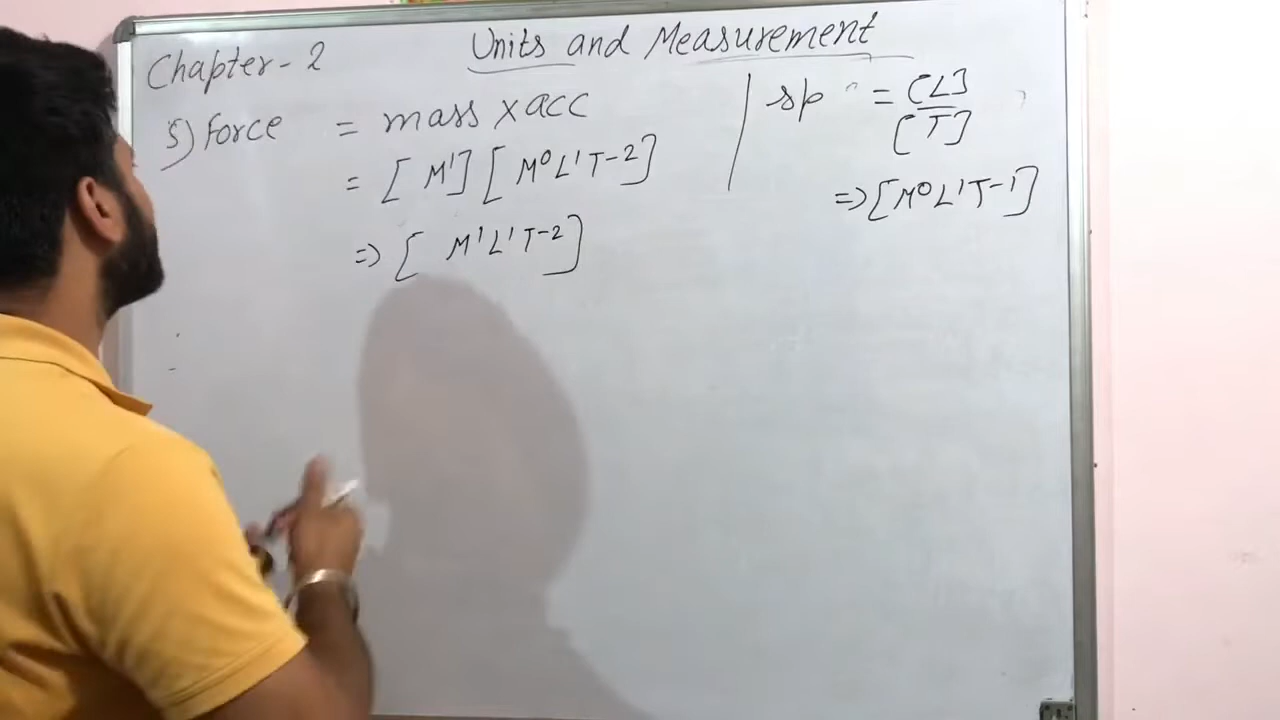 Chapter-2 Units and Measurement
5) Force = mass x acc
= [M¹] [M⁰L¹T-2]
=> [M¹L¹T-2]
sp = [L]
[T]
=> [M⁰L¹T-1]